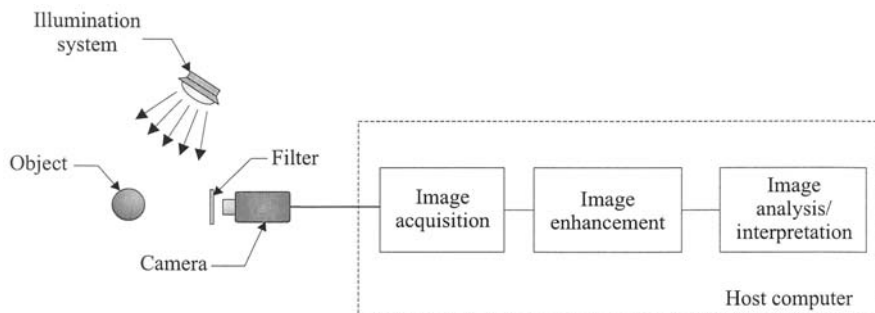 Illumination
system
Object
Filter
Camera
Image
acquisition
Image
enhancement
Image
analysis/
interpretation
Host computer